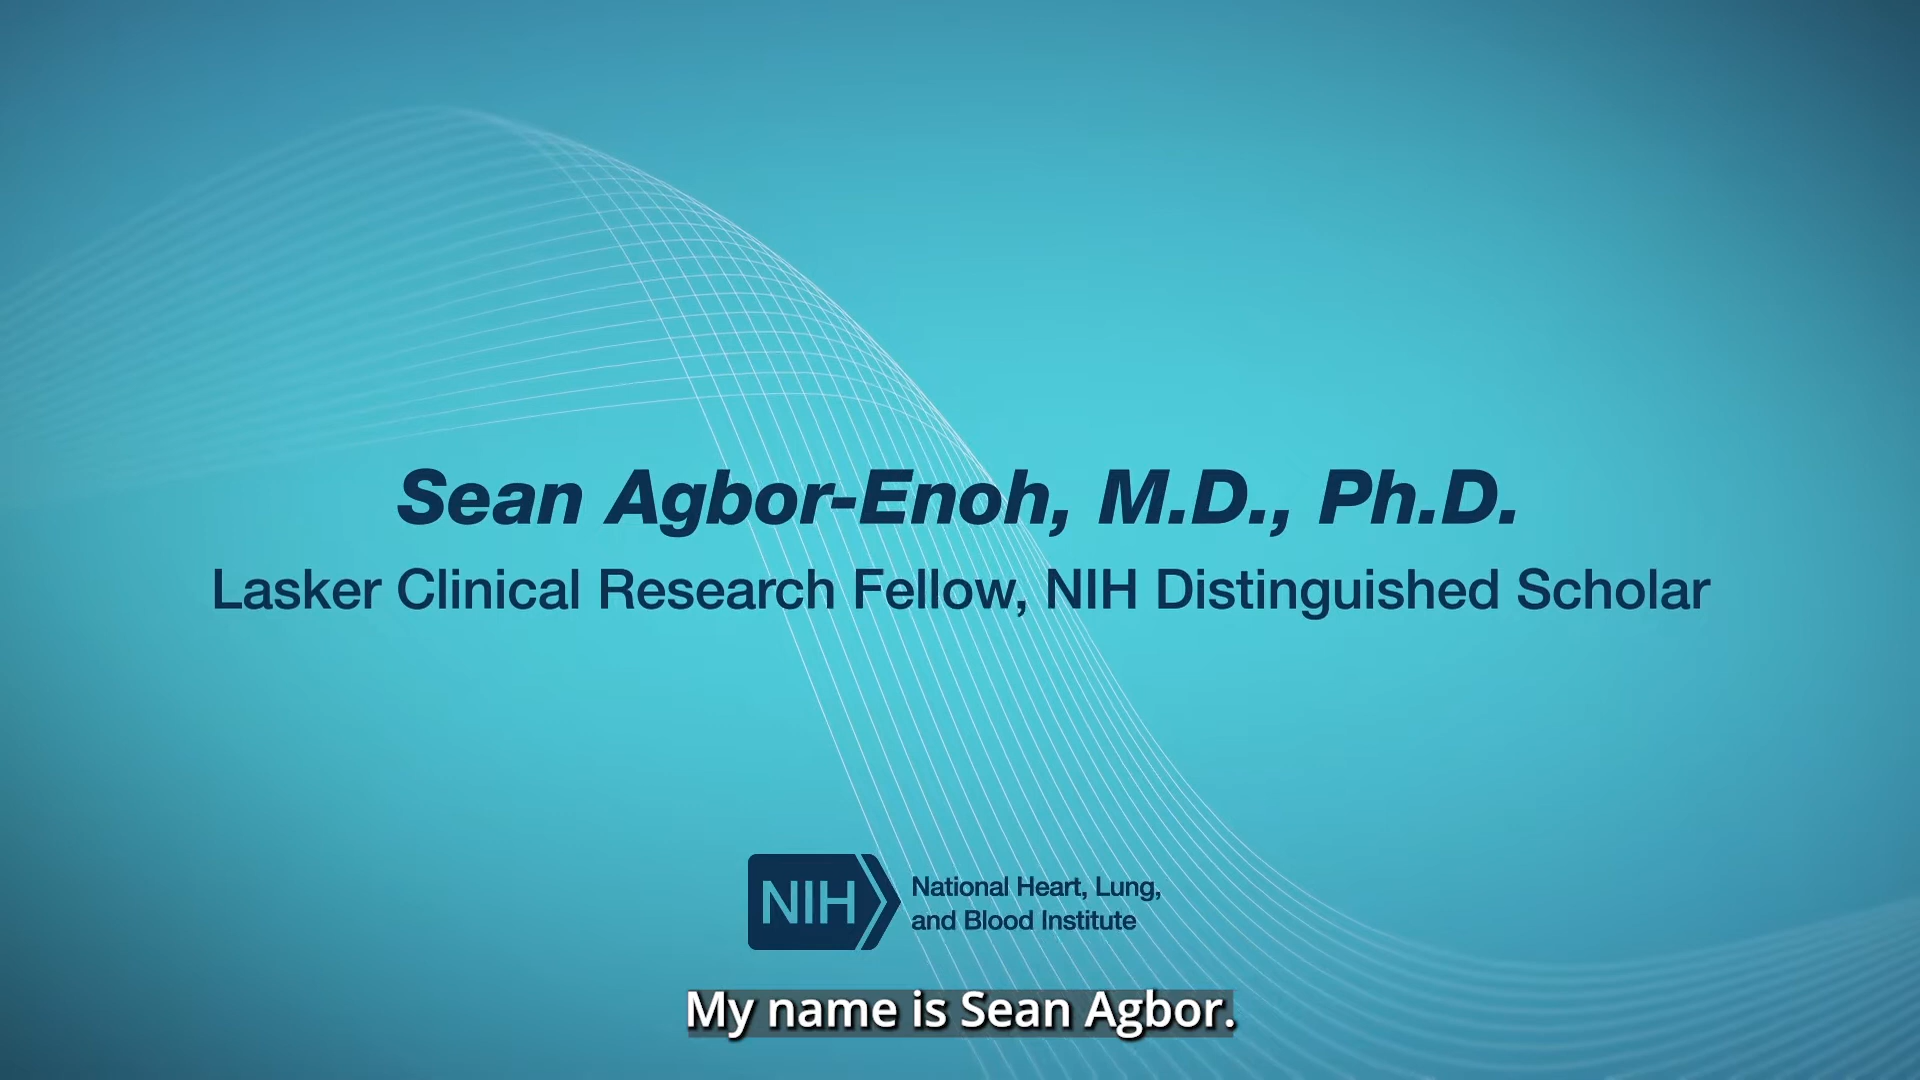 Sean Agbor-Enoh, M.D., Ph.D.
Lasker Clinical Research Fellow, NIH Distinguished Scholar
NIH
National Heart, Lung,
and Blood Institute
My name is Sean Agbor.